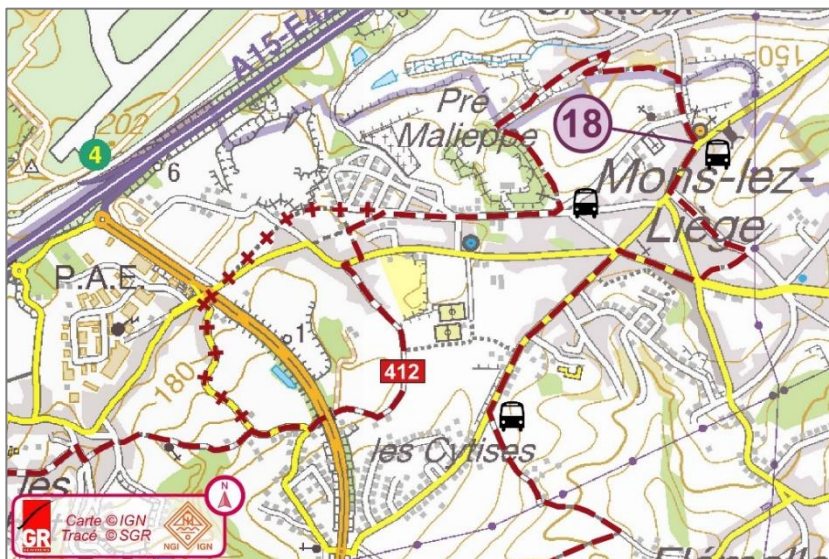 A15-E42
202
4
6
150
Pré
Malieppe
18
Mons-lez-
Liège
P.A.E.
1
180
412
les Cytises
les
N
GR
Carte © IGN
Tracé © SGR
NGI IGN